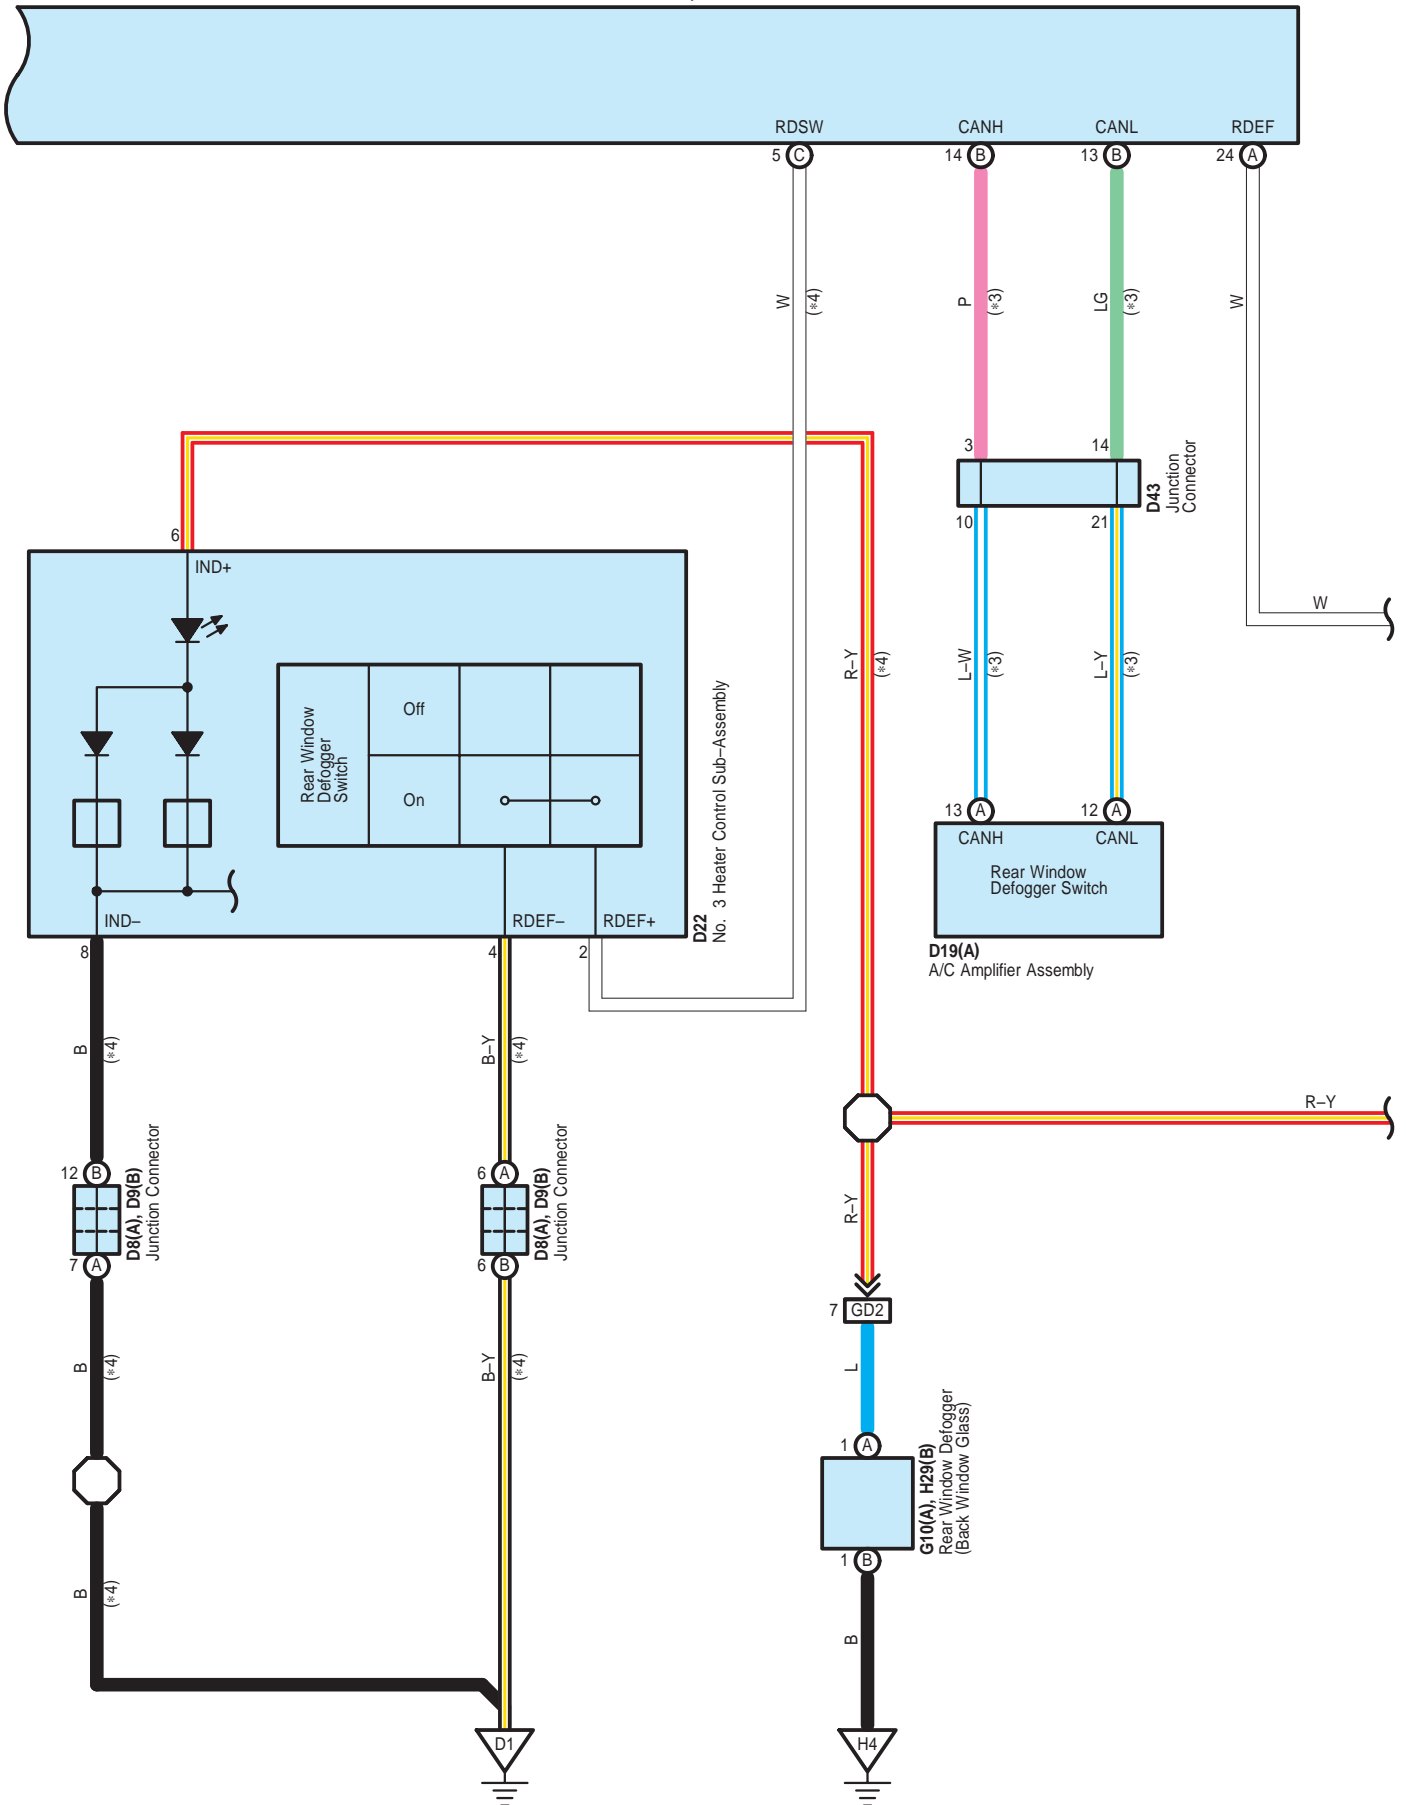 RDSW CANH CANL RDEF
5 C 14 B 13 B 24 A
W (*4) P (*3) LG (*3) W
3 14
D43
Junction
Connector
10 21
6
IND+
W
R–Y (*4) L–W (*3) L–Y (*3)
Rear Window
Defogger
Switch
Off
On
D22
No. 3 Heater Control Sub–Assembly
13 A 12 A
CANH CANL
Rear Window
Defogger Switch
IND– RDEF– RDEF+
8 4 2
D19(A)
A/C Amplifier Assembly
B (*4) B–Y (*4)
R–Y
12 B 6 A
D8(A), D9(B)
Junction Connector
D8(A), D9(B)
Junction Connector
R–Y
7 A 6 B
7 GD2
B (*4) B–Y (*4) L
1 A
G10(A), H29(B)
Rear Window Defogger
(Back Window Glass)
1 B
B (*4) B
D1 H4